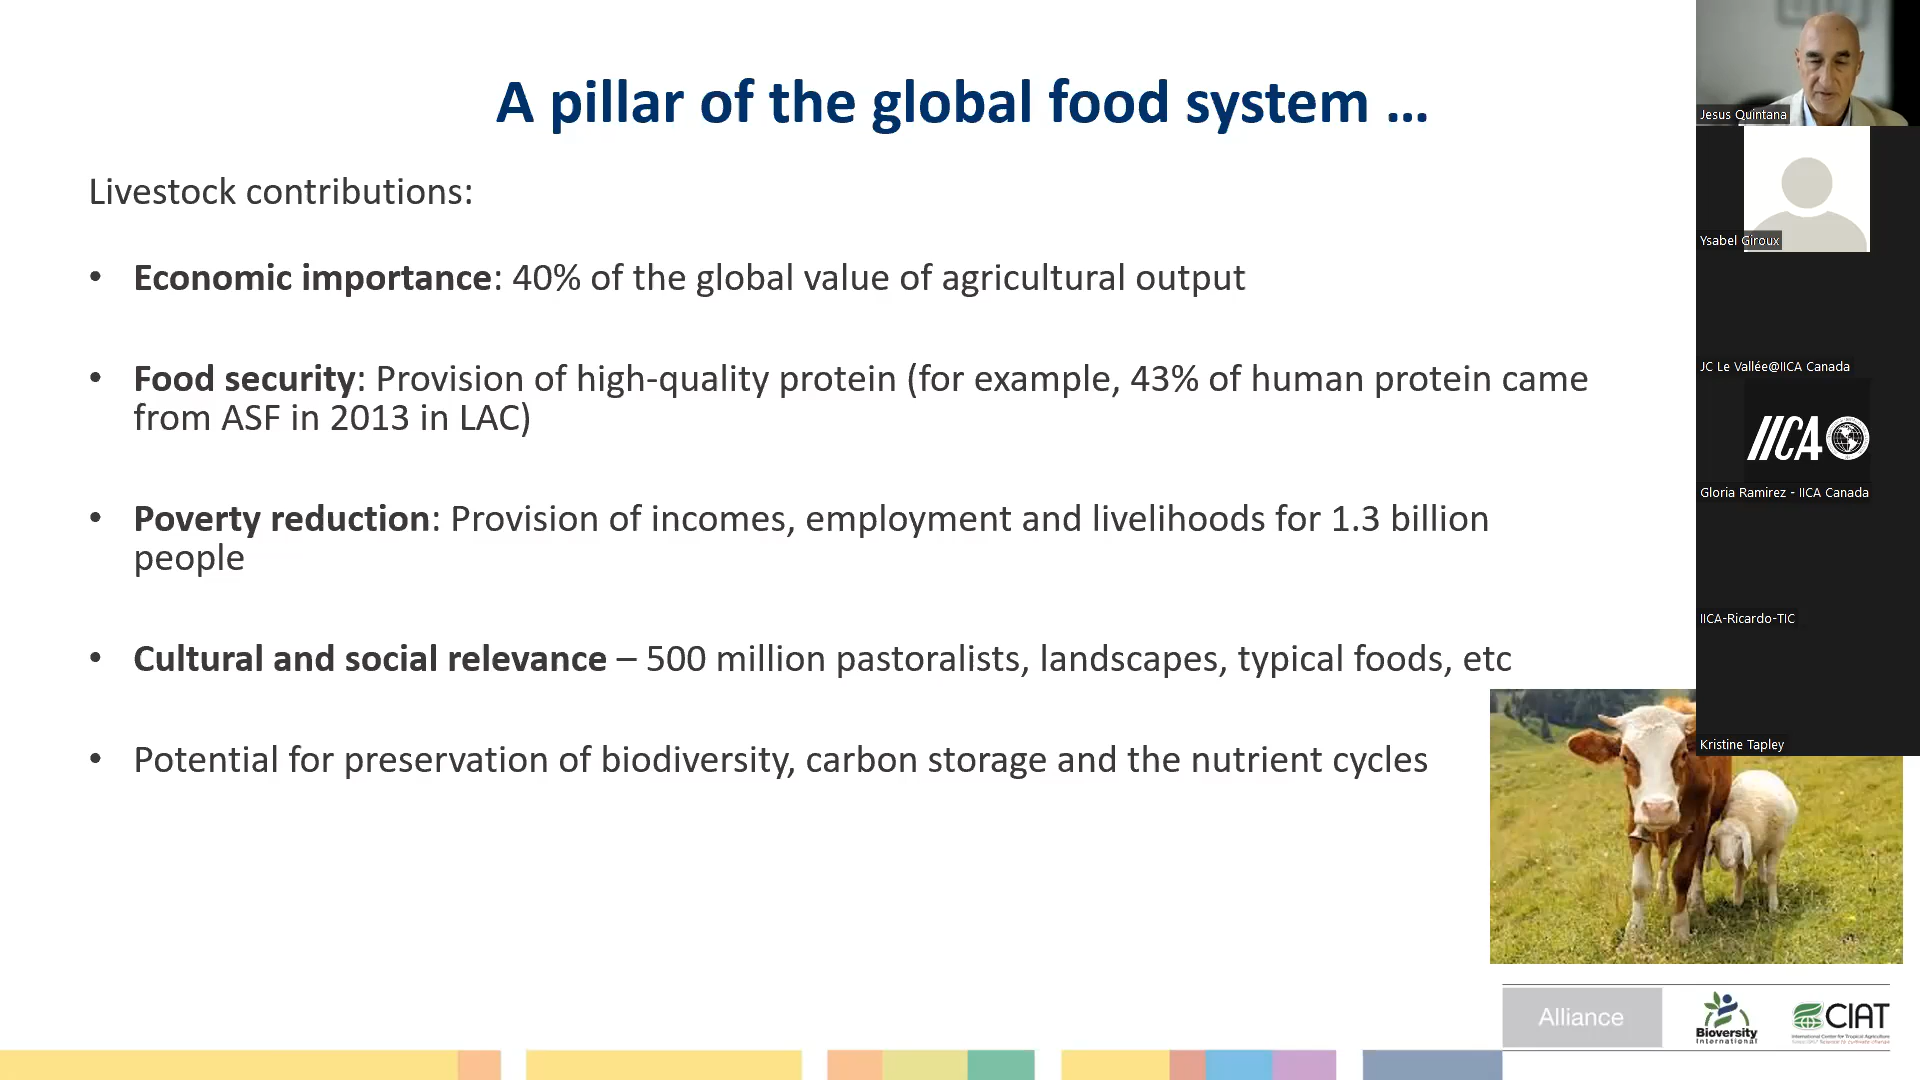 A pillar of the global food system ...
Livestock contributions:
• Economic importance: 40% of the global value of agricultural output
• Food security: Provision of high-quality protein (for example, 43% of human protein came
from ASF in 2013 in LAC)
• Poverty reduction: Provision of incomes, employment and livelihoods for 1.3 billion
people
• Cultural and social relevance – 500 million pastoralists, landscapes, typical foods, etc
• Potential for preservation of biodiversity, carbon storage and the nutrient cycles
Jesus Quintana
Ysabel Giroux
JC Le Vallée@IICA Canada
IICA
Gloria Ramirez - IICA Canada
IICA-Ricardo-TIC
Kristine Tapley
Alliance
Bioversity
International
CIAT
International Center for Tropical Agriculture